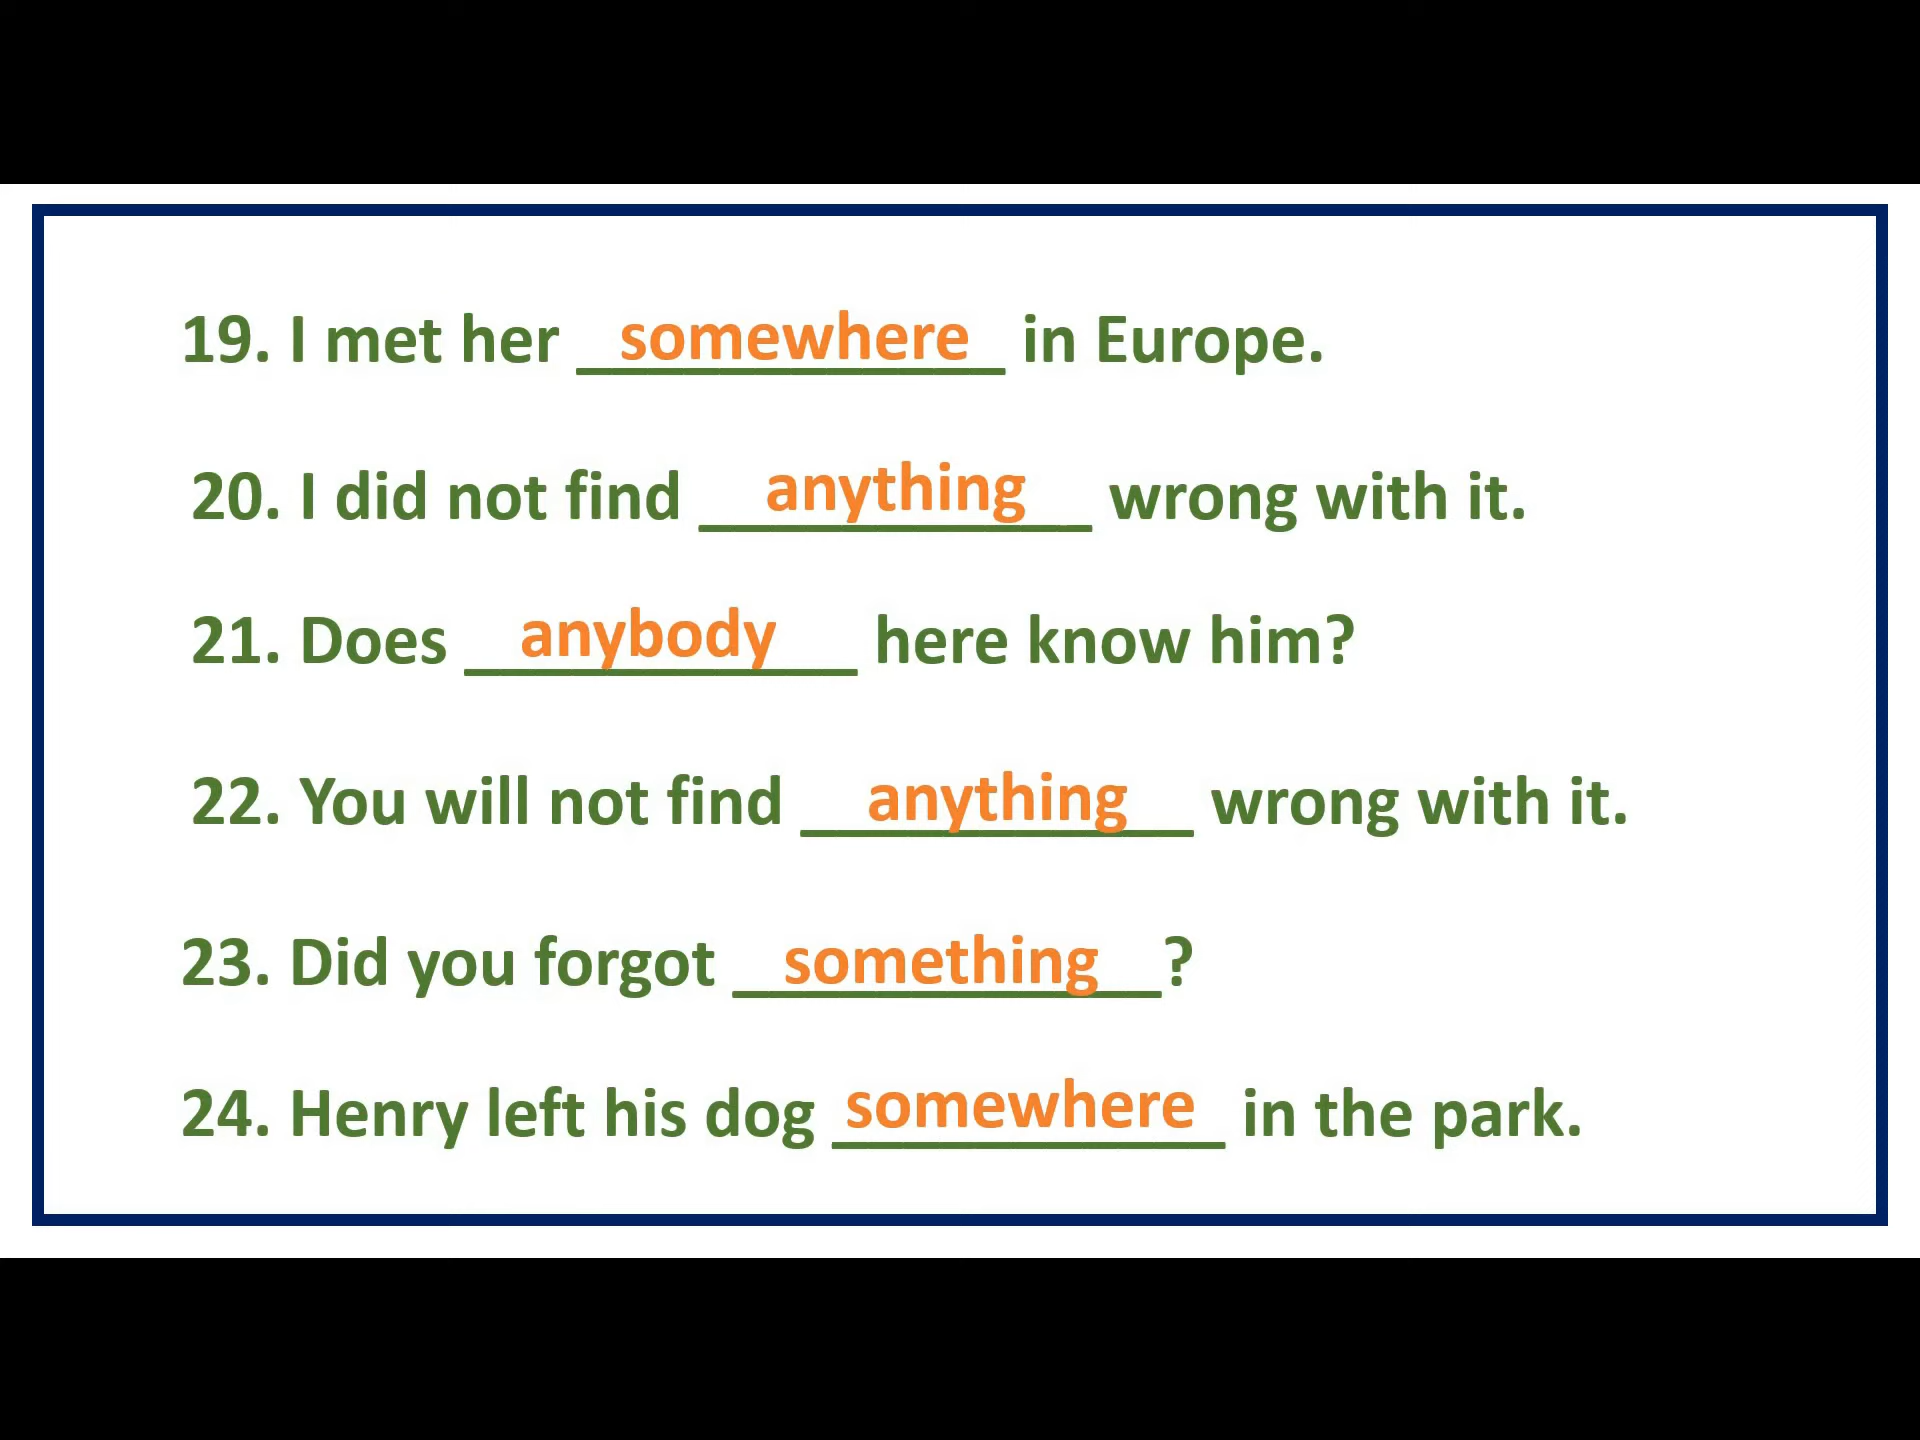 19. I met her somewhere in Europe.
20. I did not find anything wrong with it.
21. Does anybody here know him?
22. You will not find anything wrong with it.
23. Did you forgot something?
24. Henry left his dog somewhere in the park.